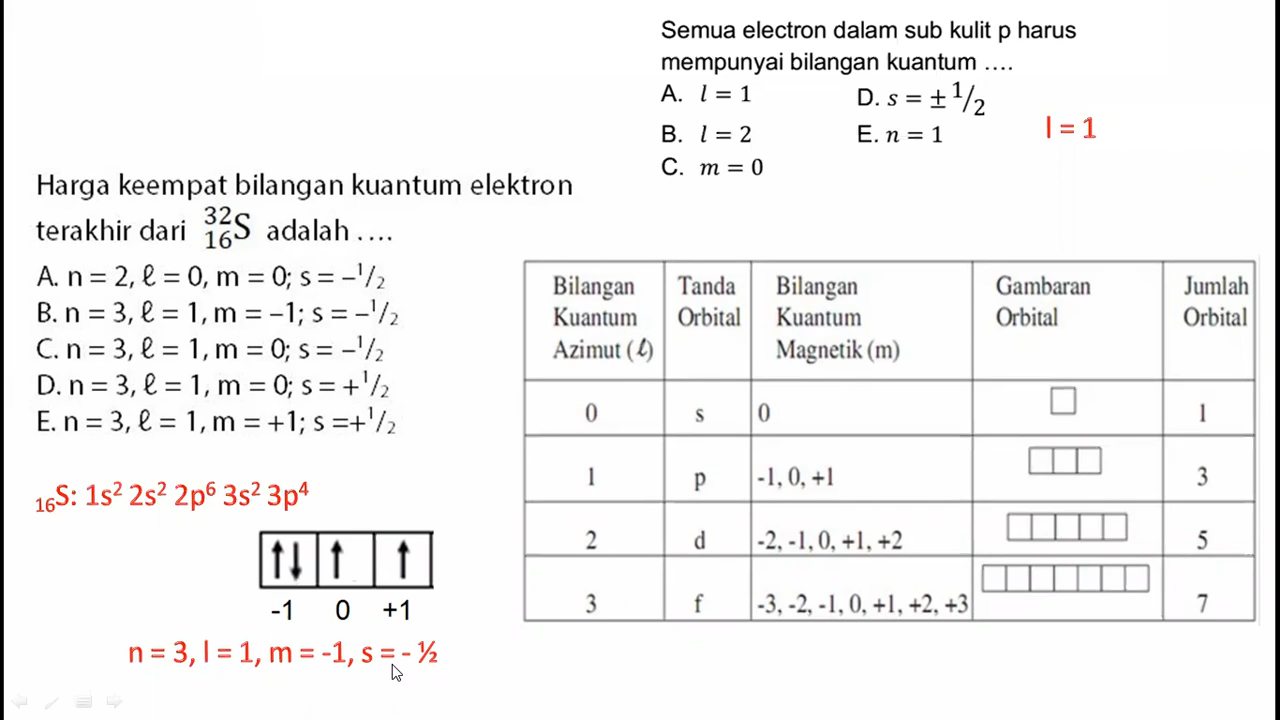 Semua electron dalam sub kulit p harus
mempunyai bilangan kuantum ....
A. l = 1
D. s = ± 1/2
B. l = 2
E. n = 1
C. m = 0
l = 1
Harga keempat bilangan kuantum elektron
terakhir dari ³²₁₆S adalah ....
A. n = 2, ℓ = 0, m = 0; s = –¹/₂
B. n = 3, ℓ = 1, m = –1; s = –¹/₂
C. n = 3, ℓ = 1, m = 0; s = –¹/₂
D. n = 3, ℓ = 1, m = 0; s = +¹/₂
E. n = 3, ℓ = 1, m = +1; s =+¹/₂
₁₆S: 1s² 2s² 2p⁶ 3s² 3p⁴
-1 0 +1
n = 3, l = 1, m = -1, s = - ½
Bilangan Kuantum Azimut (ℓ)
Tanda Orbital
Bilangan Kuantum Magnetik (m)
Gambaran Orbital
Jumlah Orbital
0 s 0 1
1 p -1, 0, +1 3
2 d -2, -1, 0, +1, +2 5
3 f -3, -2, -1, 0, +1, +2, +3 7